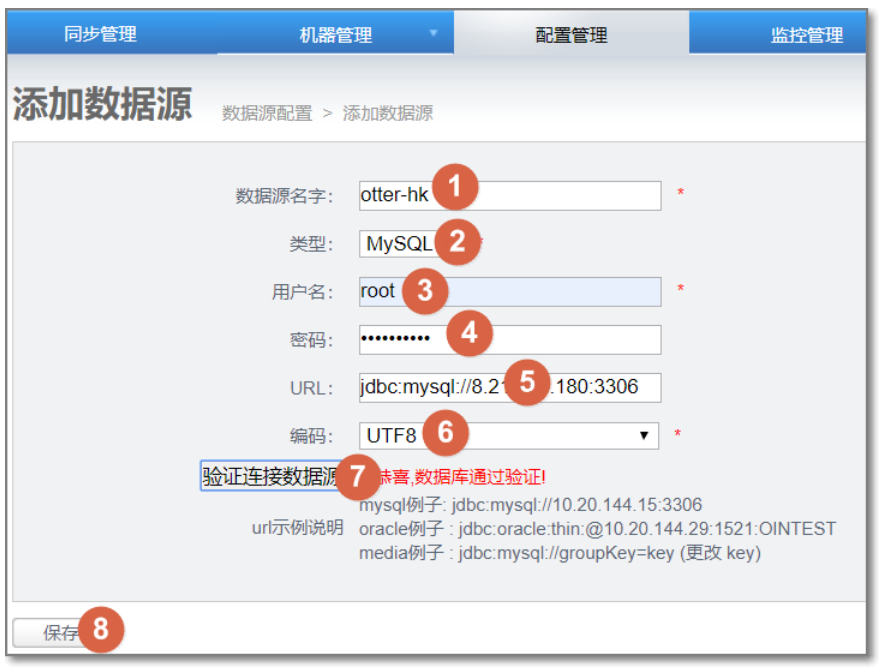 同步管理 机器管理 配置管理 监控管理
添加数据源 数据源配置 > 添加数据源
数据源名字： otter-hk 1 *
类型： MySQL 2 *
用户名： root 3 *
密码： •••••••••• 4
URL： jdbc:mysql://8.2 5 .180:3306
编码： UTF8 6 *
验证连接数据源 7 恭喜,数据库通过验证!
mysql例子: jdbc:mysql://10.20.144.15:3306
url示例说明 oracle例子 : jdbc:oracle:thin:@10.20.144.29:1521:OINTEST
media例子 : jdbc:mysql://groupKey=key (更改 key)
保存 8